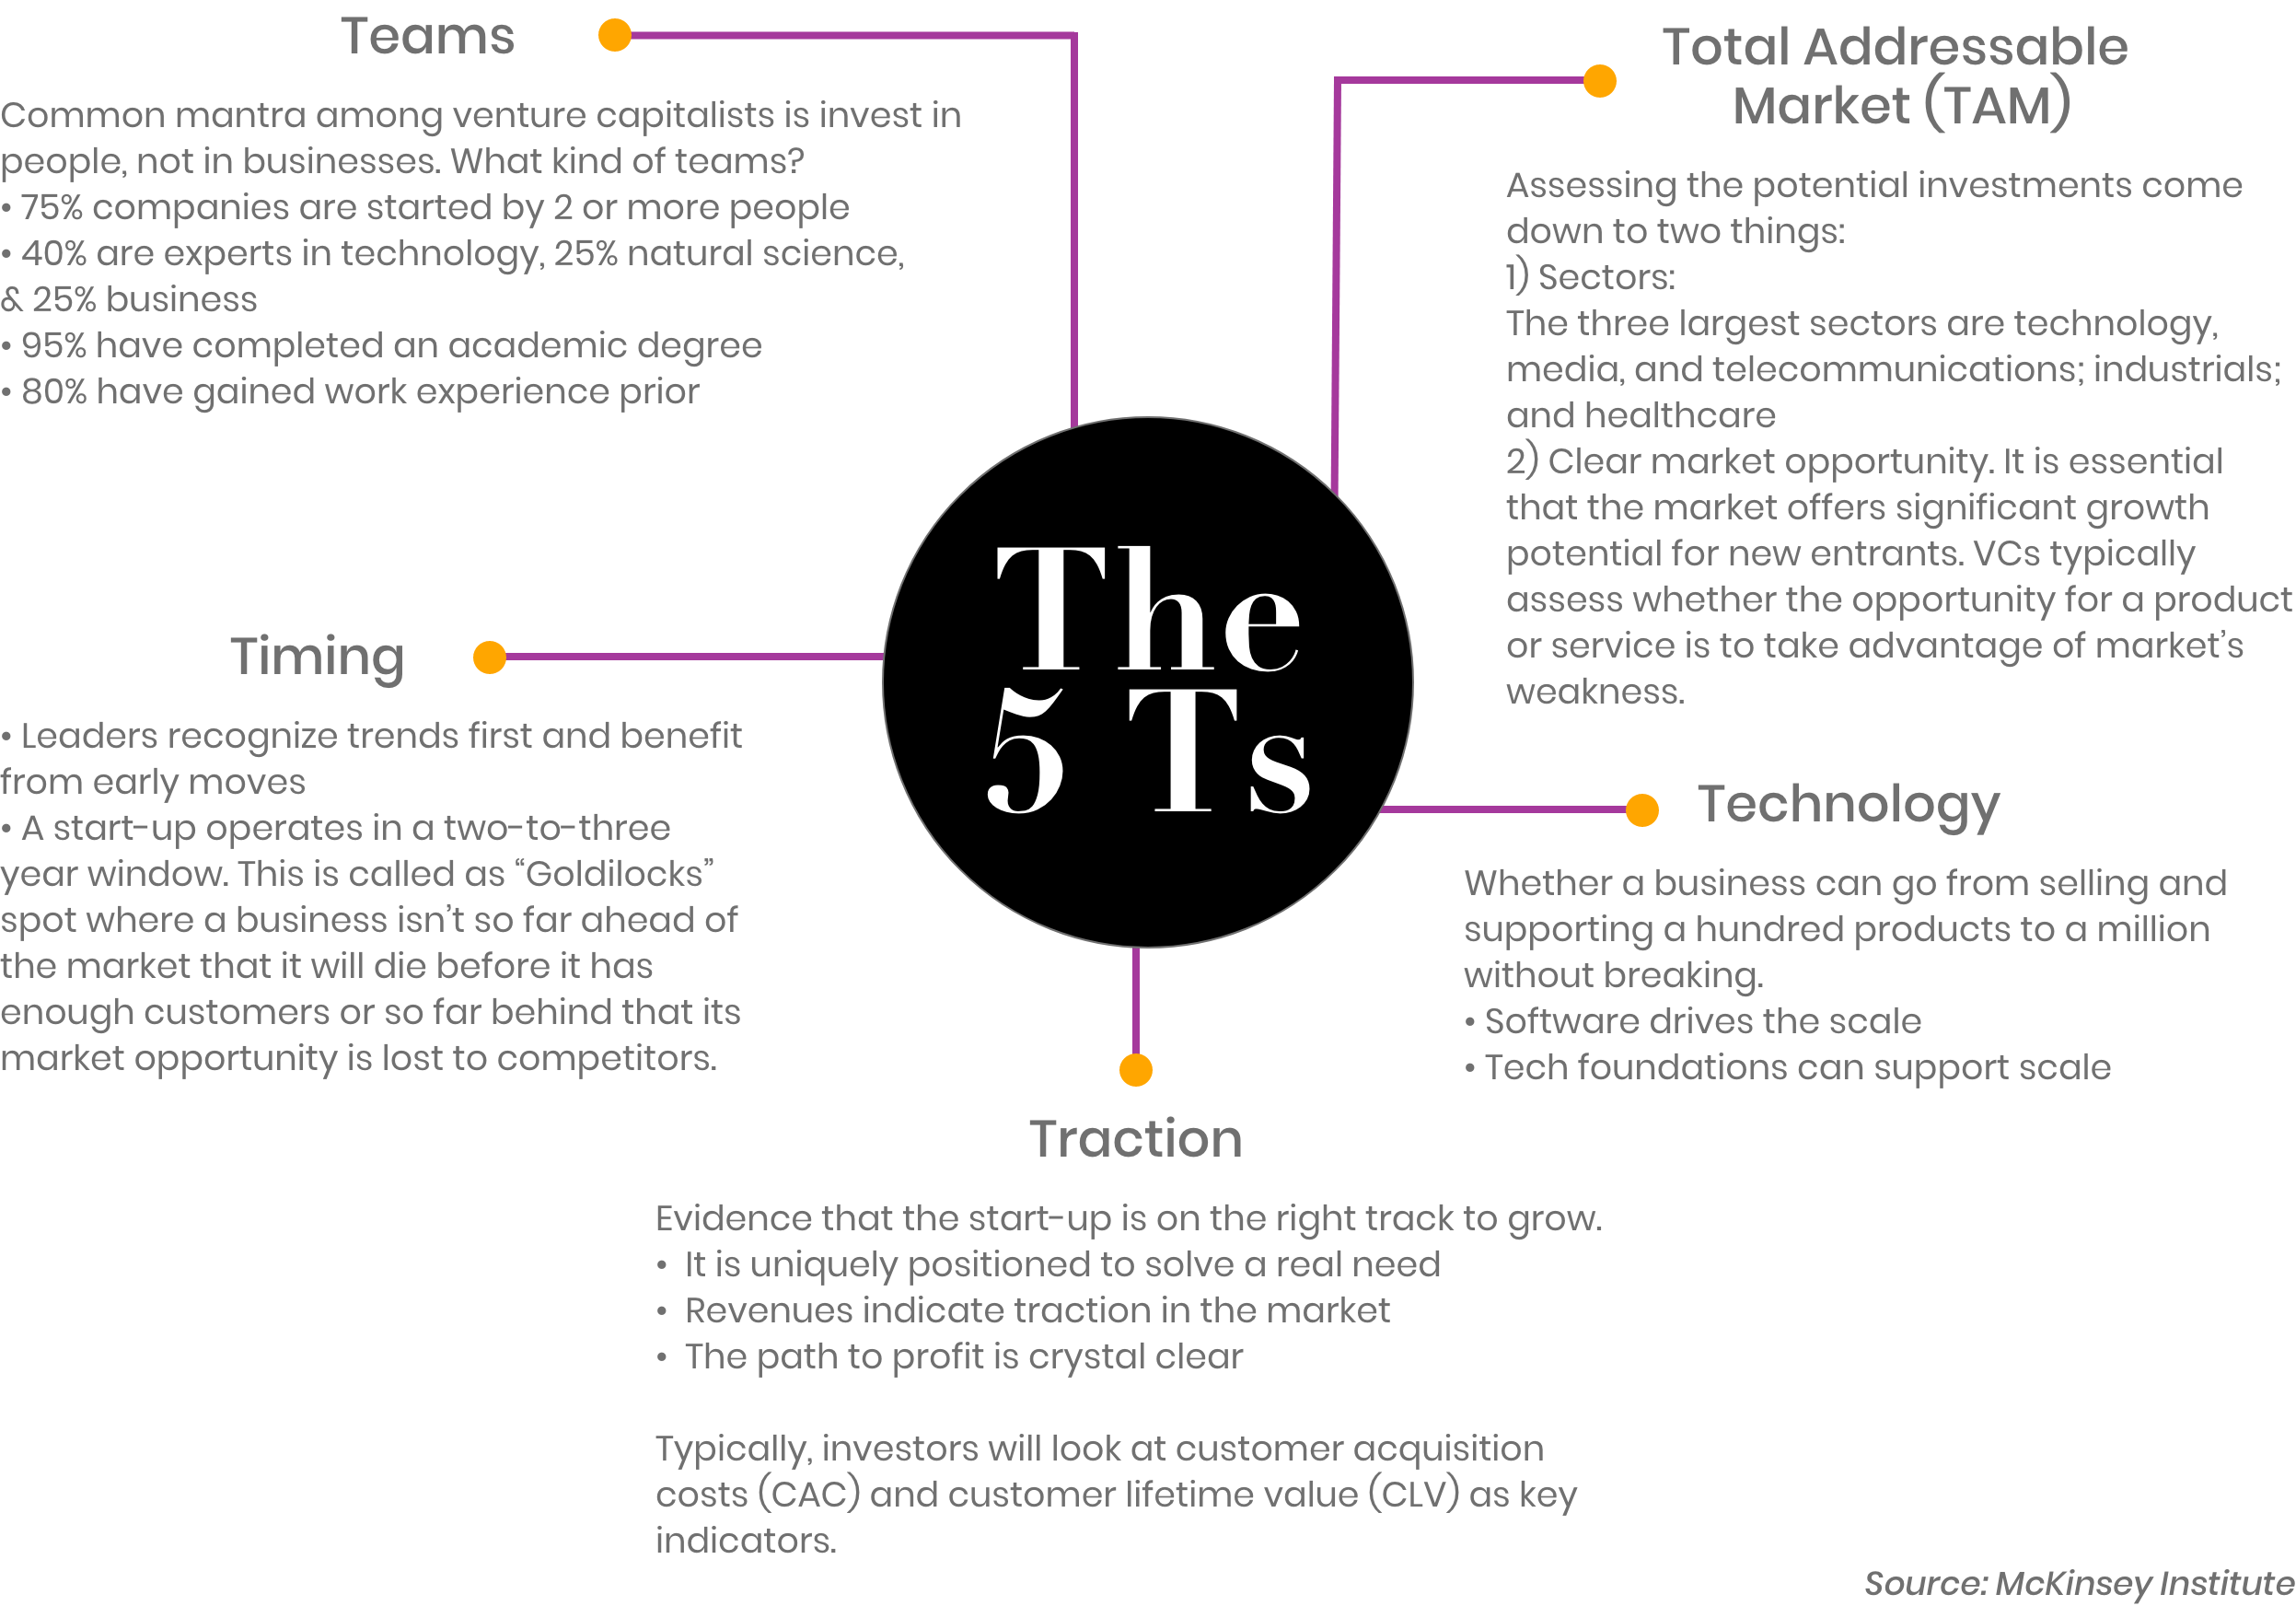 Teams
Common mantra among venture capitalists is invest in
people, not in businesses. What kind of teams?
• 75% companies are started by 2 or more people
• 40% are experts in technology, 25% natural science,
& 25% business
• 95% have completed an academic degree
• 80% have gained work experience prior
Total Addressable
Market (TAM)
Assessing the potential investments come
down to two things:
1) Sectors:
The three largest sectors are technology,
media, and telecommunications; industrials;
and healthcare
2) Clear market opportunity. It is essential
that the market offers significant growth
potential for new entrants. VCs typically
assess whether the opportunity for a product
or service is to take advantage of market’s
weakness.
The
5 Ts
Timing
• Leaders recognize trends first and benefit
from early moves
• A start-up operates in a two-to-three
year window. This is called as “Goldilocks”
spot where a business isn’t so far ahead of
the market that it will die before it has
enough customers or so far behind that its
market opportunity is lost to competitors.
Technology
Whether a business can go from selling and
supporting a hundred products to a million
without breaking.
• Software drives the scale
• Tech foundations can support scale
Traction
Evidence that the start-up is on the right track to grow.
• It is uniquely positioned to solve a real need
• Revenues indicate traction in the market
• The path to profit is crystal clear
Typically, investors will look at customer acquisition
costs (CAC) and customer lifetime value (CLV) as key
indicators.
Source: McKinsey Institute